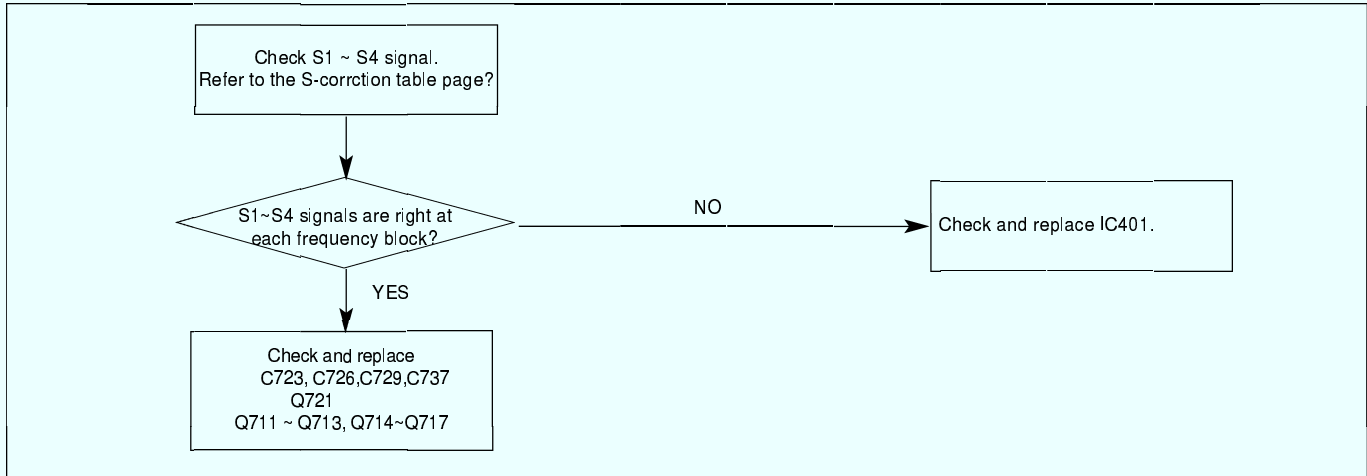 Check S1 ~ S4 signal.
Refer to the S-corrction table page?
S1~S4 signals are right at
each frequency block?
NO
Check and replace IC401.
YES
Check and replace
C723, C726,C729,C737
Q721
Q711 ~ Q713, Q714~Q717